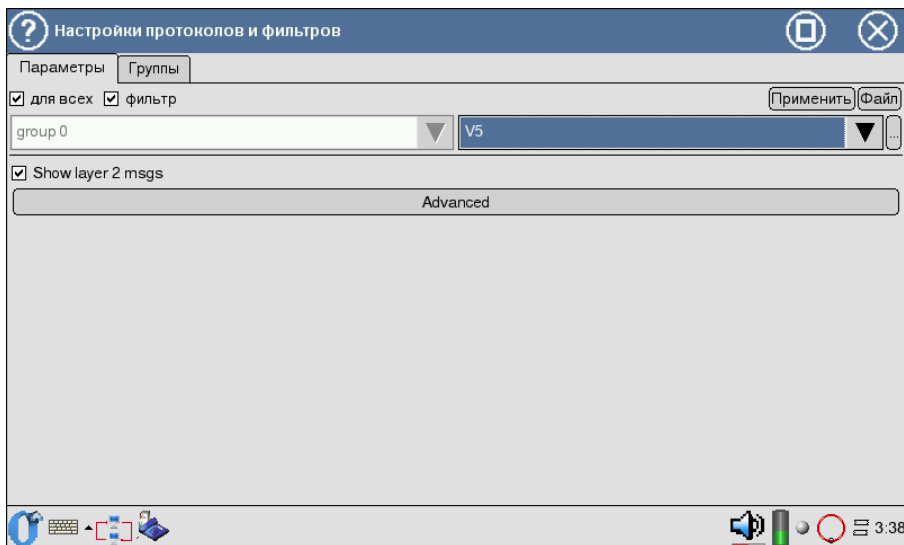 Настройки протоколов и фильтров
Параметры Группы
для всех фильтр Применить Файл
group 0 V5 ...
Show layer 2 msgs
Advanced
3:38